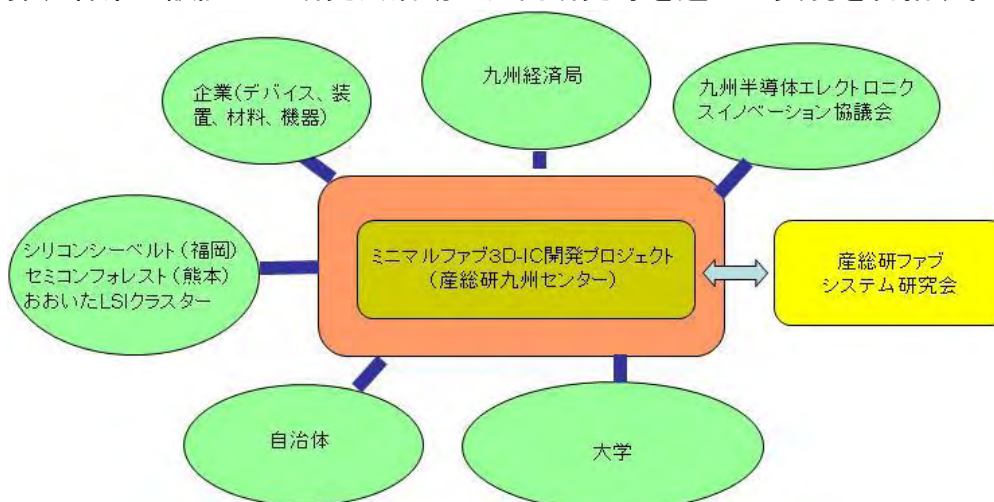 九州経済局
企業(デバイス、装
置、材料、機器)
九州半導体エレクトロニク
スイノベーション協議会
シリコンシーベルト(福岡)
セミコンフォレスト(熊本)
おおいたLSIクラスター
ミニマルファブ3D-IC開発プロジェクト
(産総研九州センター)
産総研ファブ
システム研究会
自治体
大学